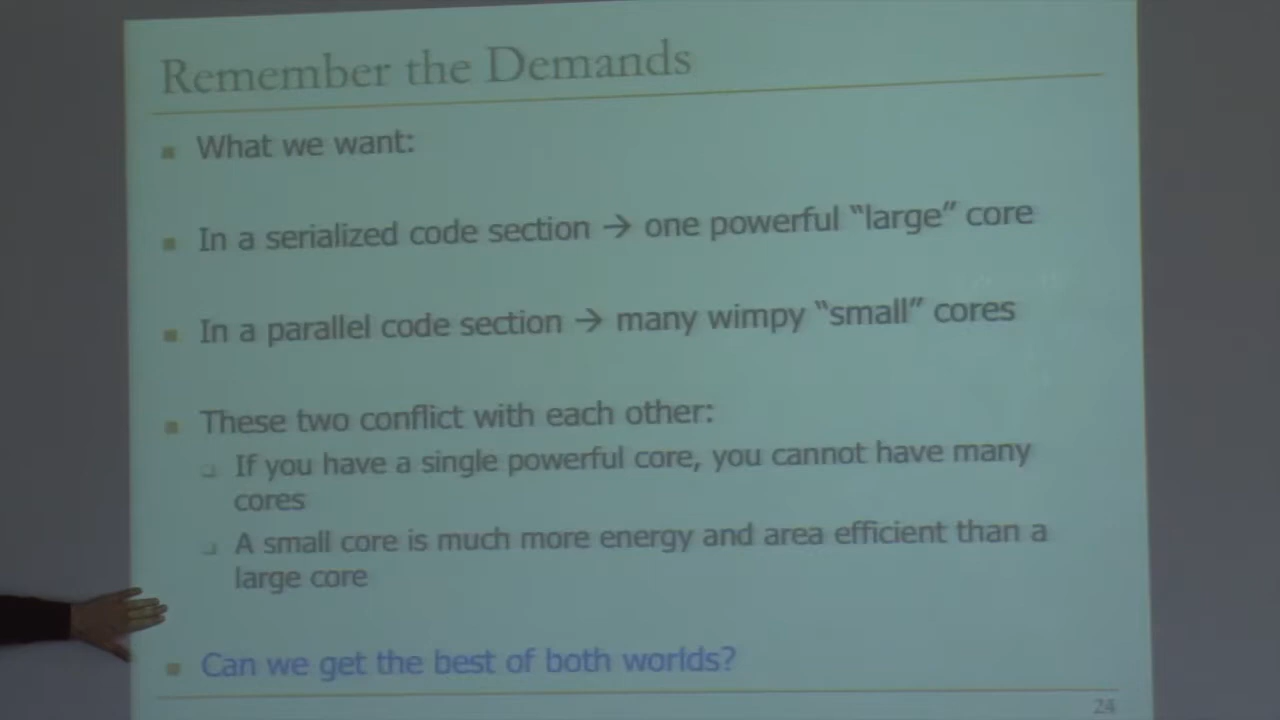 Remember the Demands
What we want:
In a serialized code section → one powerful “large” core
In a parallel code section → many wimpy “small” cores
These two conflict with each other:
If you have a single powerful core, you cannot have many
cores
A small core is much more energy and area efficient than a
large core
Can we get the best of both worlds?
24